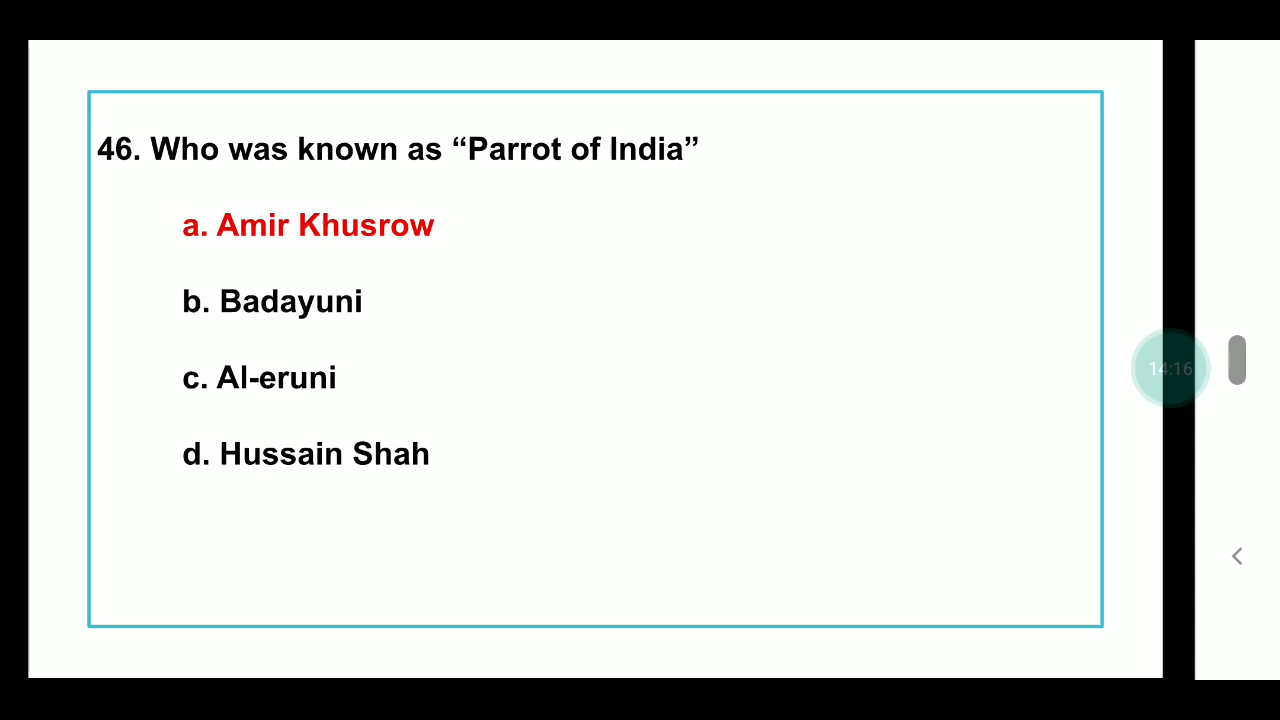 46. Who was known as “Parrot of India”
a. Amir Khusrow
b. Badayuni
c. Al-eruni
d. Hussain Shah
14:16